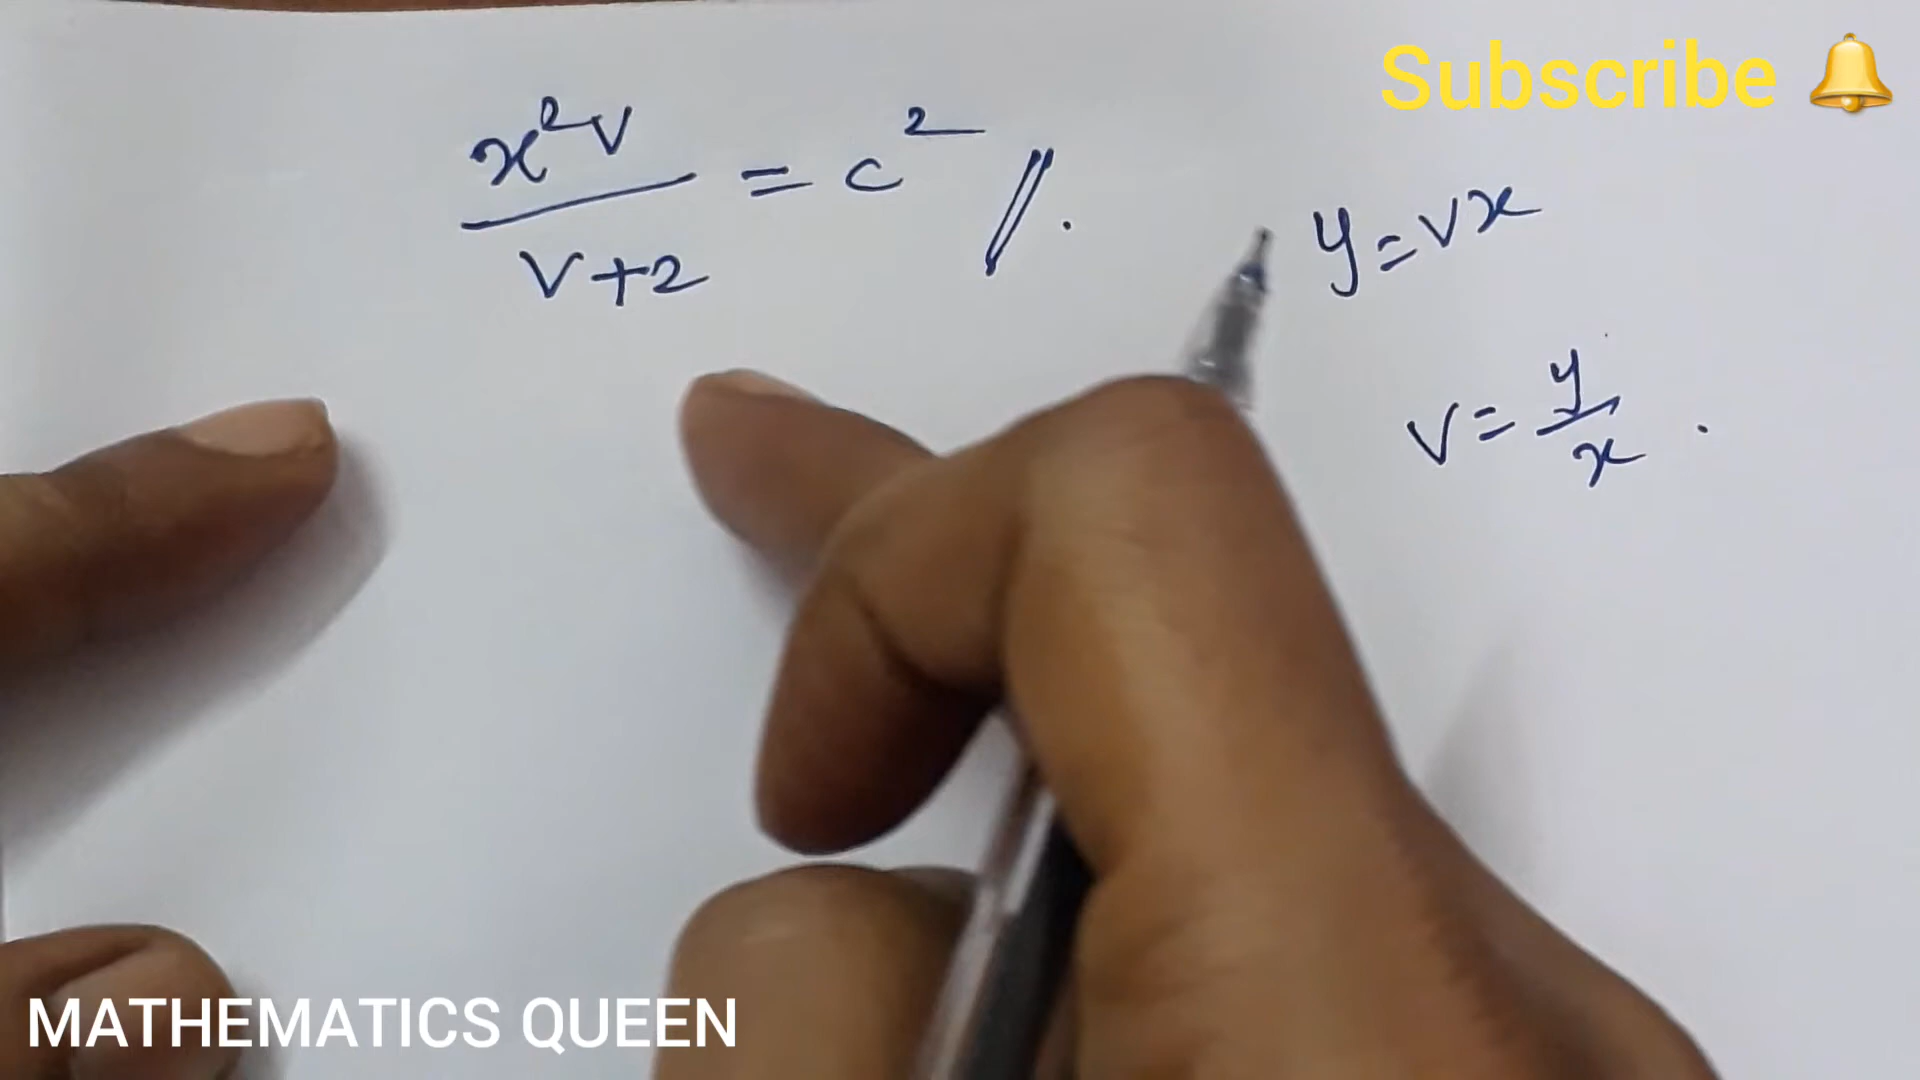 Subscribe 🔔
x²v / v+2 = c² //.
y = vx
v = y/x .
MATHEMATICS QUEEN